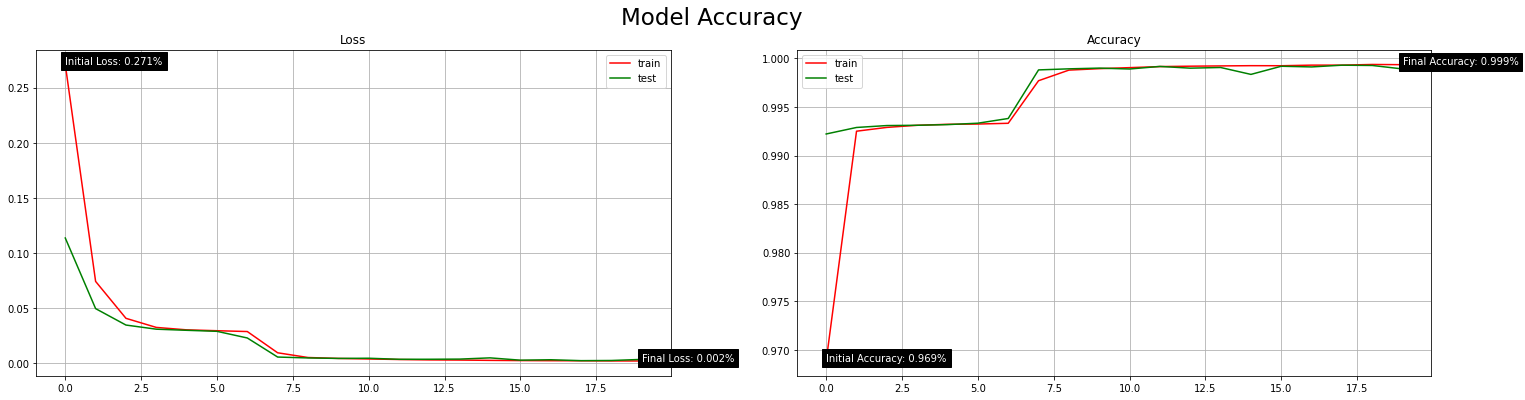 Model Accuracy
Loss
Initial Loss: 0.271%
train
test
0.25
0.20
0.15
0.10
0.05
0.00
Final Loss: 0.002%
0.0 2.5 5.0 7.5 10.0 12.5 15.0 17.5
Accuracy
train
test
Final Accuracy: 0.999%
1.000
0.995
0.990
0.985
0.980
0.975
0.970
Initial Accuracy: 0.969%
0.0 2.5 5.0 7.5 10.0 12.5 15.0 17.5